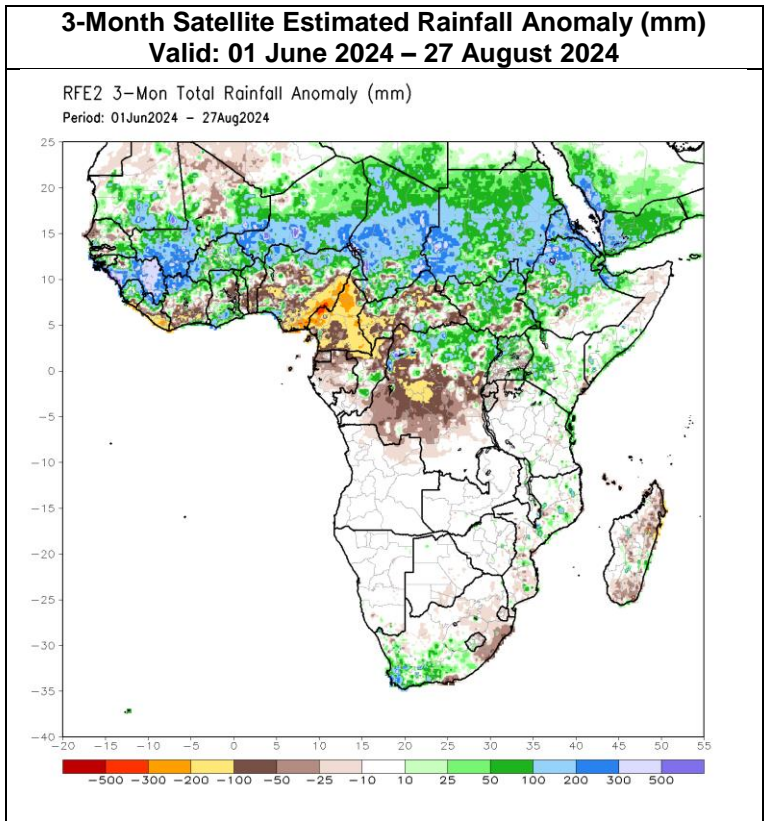 3-Month Satellite Estimated Rainfall Anomaly (mm)
Valid: 01 June 2024 – 27 August 2024
RFE2 3-Mon Total Rainfall Anomaly (mm)
Period: 01Jun2024 - 27Aug2024
25
20
15
10
5
0
-5
-10
-15
-20
-25
-30
-35
-40
-20 -15 -10 -5 0 5 10 15 20 25 30 35 40 45 50 55
-500 -300 -200 -100 -50 -25 -10 10 25 50 100 200 300 500